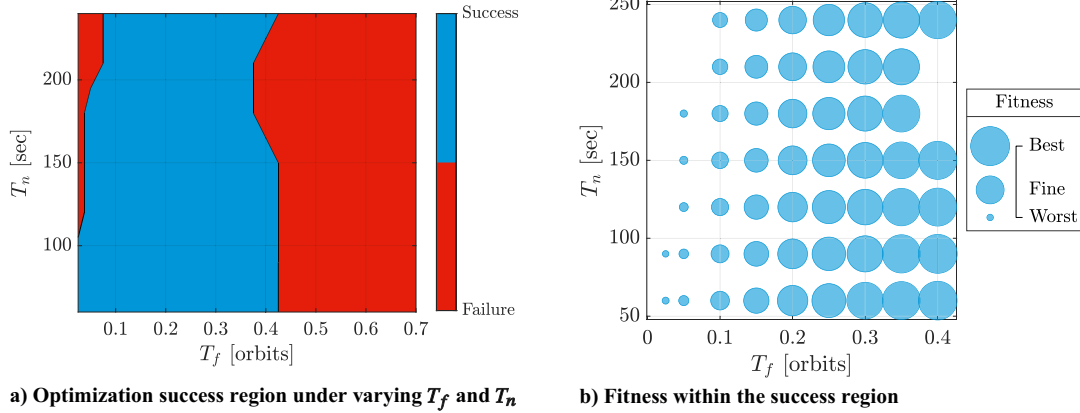 Success
Failure
200
150
100
T_n [sec]
0.1 0.2 0.3 0.4 0.5 0.6 0.7
T_f [orbits]
a) Optimization success region under varying T_f and T_n
250
200
150
100
50
T_n [sec]
0 0.1 0.2 0.3 0.4
T_f [orbits]
Fitness
Best
Fine
Worst
b) Fitness within the success region